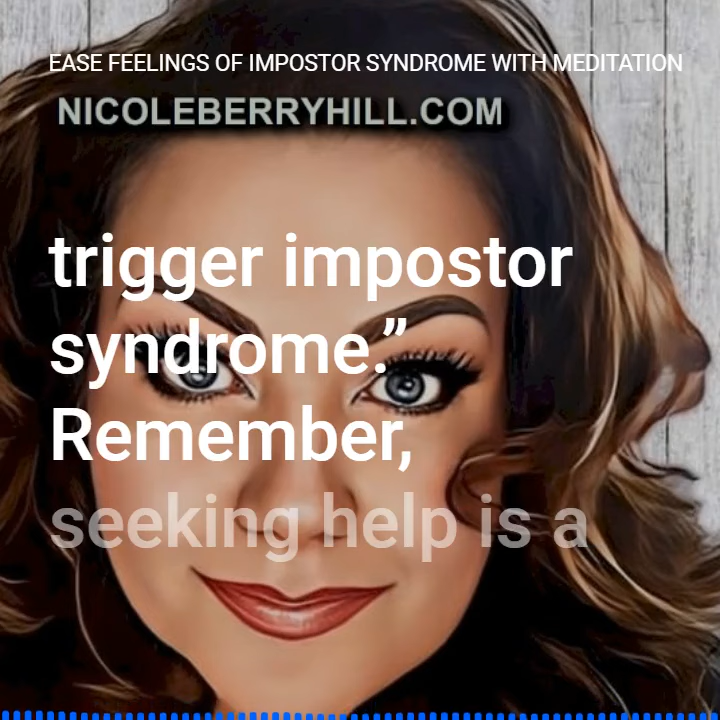 EASE FEELINGS OF IMPOSTOR SYNDROME WITH MEDITATION
NICOLEBERRYHILL.COM
trigger impostor
syndrome.”
Remember,
seeking help is a